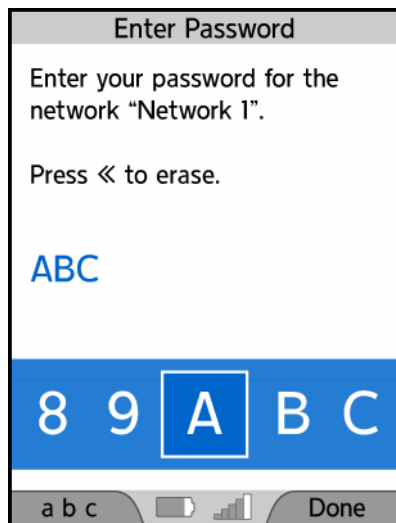 Enter Password
Enter your password for the
network “Network 1”.
Press « to erase.
ABC
8 9 A B C
a b c Done